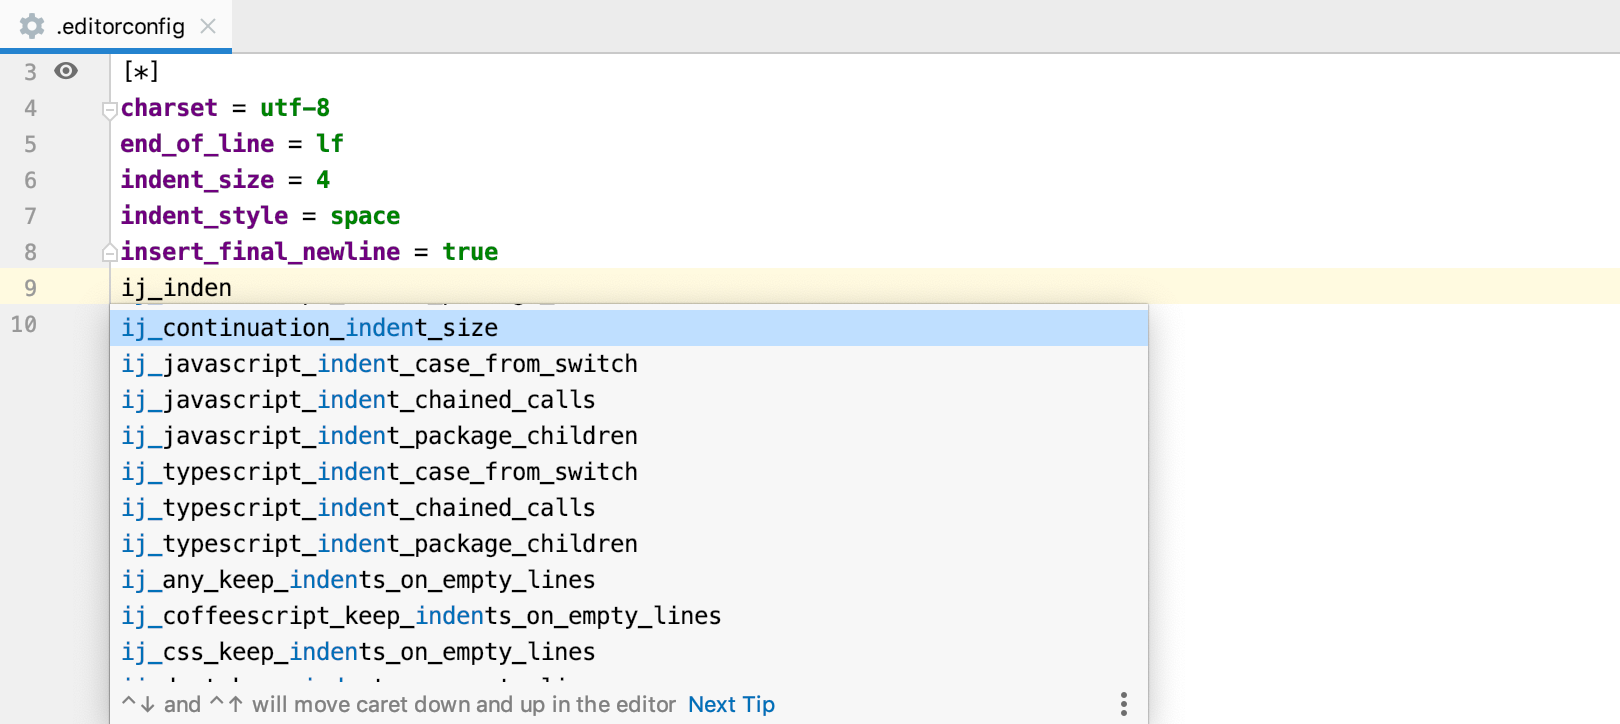 .editorconfig
3 [*]
4 charset = utf-8
5 end_of_line = lf
6 indent_size = 4
7 indent_style = space
8 insert_final_newline = true
9 ij_inden
10
ij_continuation_indent_size
ij_javascript_indent_case_from_switch
ij_javascript_indent_chained_calls
ij_javascript_indent_package_children
ij_typescript_indent_case_from_switch
ij_typescript_indent_chained_calls
ij_typescript_indent_package_children
ij_any_keep_indents_on_empty_lines
ij_coffeescript_keep_indents_on_empty_lines
ij_css_keep_indents_on_empty_lines
^↓ and ^↑ will move caret down and up in the editor Next Tip